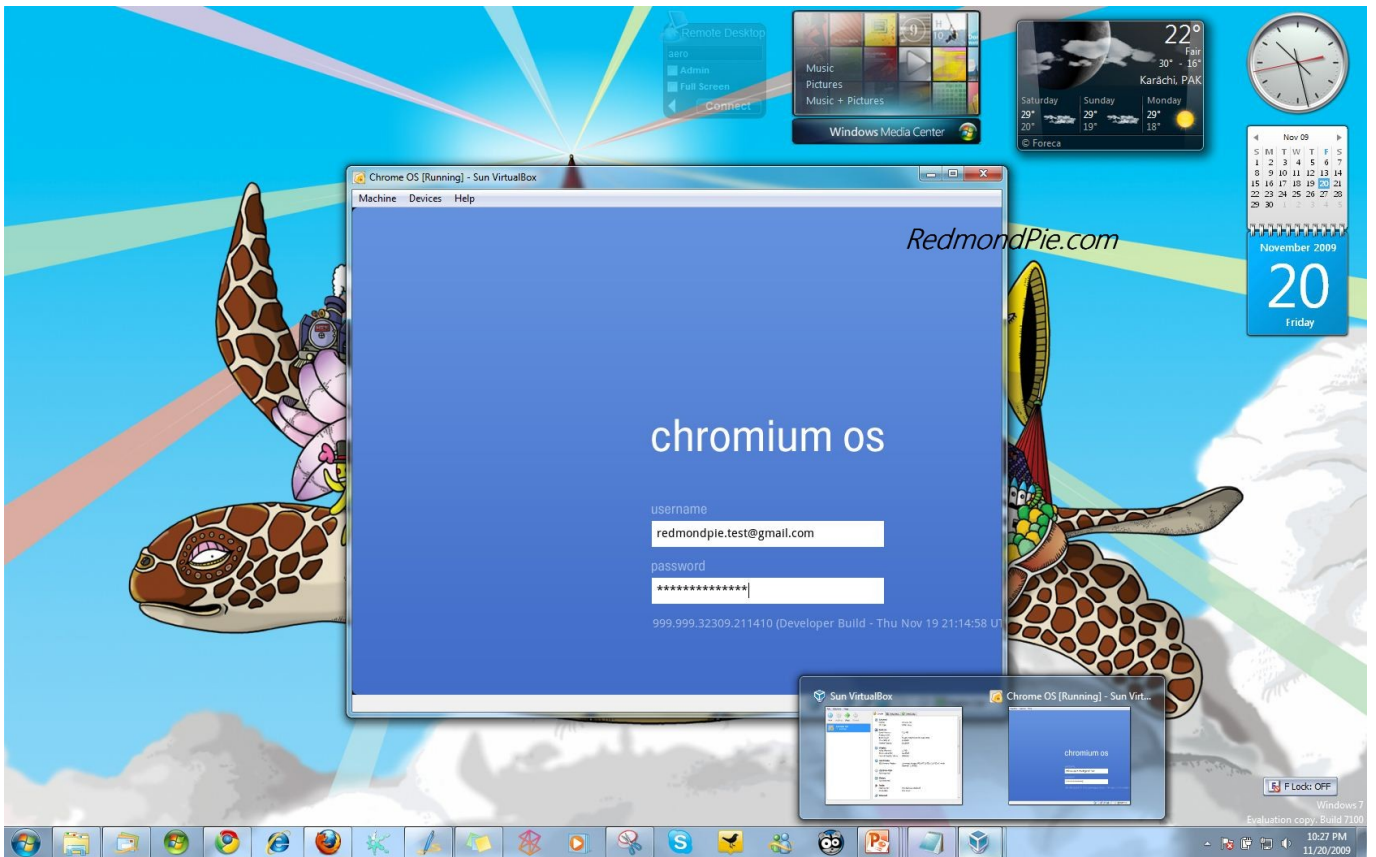 Remote Desktop
aero
Admin
Full Screen
Connect
Music
Pictures
Music + Pictures
Windows Media Center
22°
Fair
30° - 16°
Karāchi, PAK
Saturday Sunday Monday
29° 29° 29°
20° 19° 18°
© Foreca
Nov 09
S M T W T F S
1 2 3 4 5 6 7
8 9 10 11 12 13 14
15 16 17 18 19 20 21
22 23 24 25 26 27 28
29 30 1 2 3 4 5
November 2009
20
Friday
Chrome OS [Running] - Sun VirtualBox
Machine Devices Help
RedmondPie.com
chromium os
username
redmondpie.test@gmail.com
password
**************
999.999.32309.211410 (Developer Build - Thu Nov 19 21:14:58 UT
Sun VirtualBox
Chrome OS [Running] - Sun Virt...
chromium os
F Lock: OFF
Windows 7
Evaluation copy. Build 7100
10:27 PM
11/20/2009